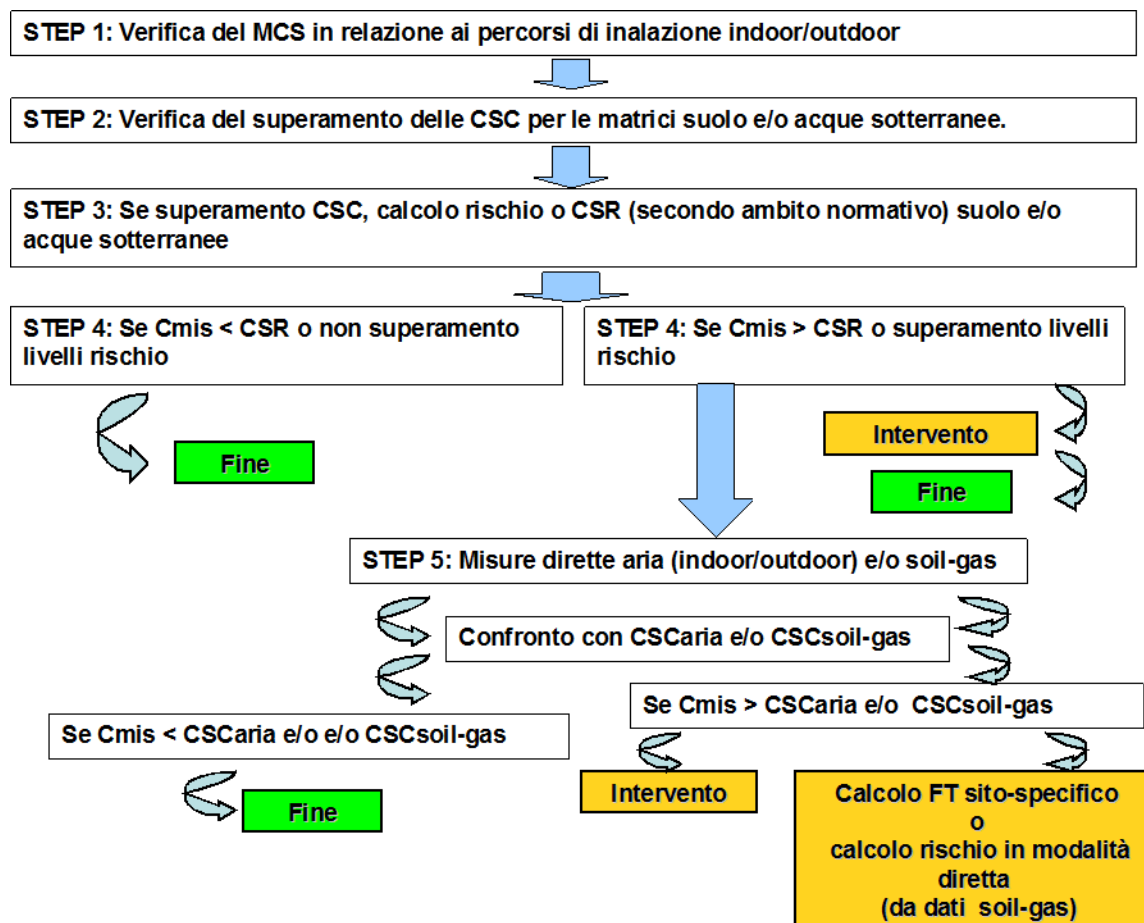 STEP 1: Verifica del MCS in relazione ai percorsi di inalazione indoor/outdoor
STEP 2: Verifica del superamento delle CSC per le matrici suolo e/o acque sotterranee.
STEP 3: Se superamento CSC, calcolo rischio o CSR (secondo ambito normativo) suolo e/o
acque sotterranee
STEP 4: Se Cmis < CSR o non superamento
livelli rischio
STEP 4: Se Cmis > CSR o superamento livelli
rischio
Intervento
Fine
Fine
STEP 5: Misure dirette aria (indoor/outdoor) e/o soil-gas
Confronto con CSCaria e/o CSCsoil-gas
Se Cmis > CSCaria e/o CSCsoil-gas
Se Cmis < CSCaria e/o e/o CSCsoil-gas
Fine
Intervento
Calcolo FT sito-specifico
o
calcolo rischio in modalità
diretta
(da dati soil-gas)